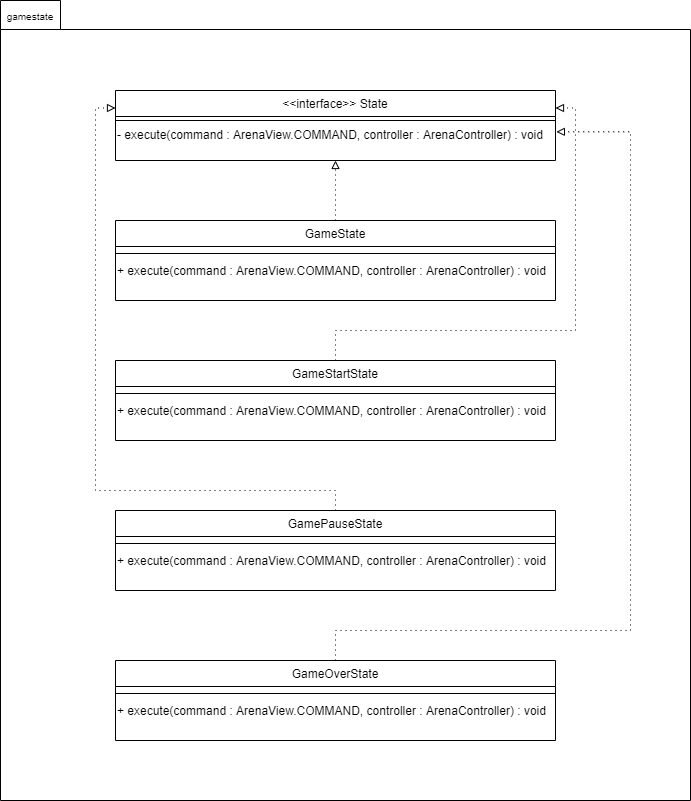 gamestate
<<interface>> State
- execute(command : ArenaView.COMMAND, controller : ArenaController) : void
GameState
+ execute(command : ArenaView.COMMAND, controller : ArenaController) : void
GameStartState
+ execute(command : ArenaView.COMMAND, controller : ArenaController) : void
GamePauseState
+ execute(command : ArenaView.COMMAND, controller : ArenaController) : void
GameOverState
+ execute(command : ArenaView.COMMAND, controller : ArenaController) : void